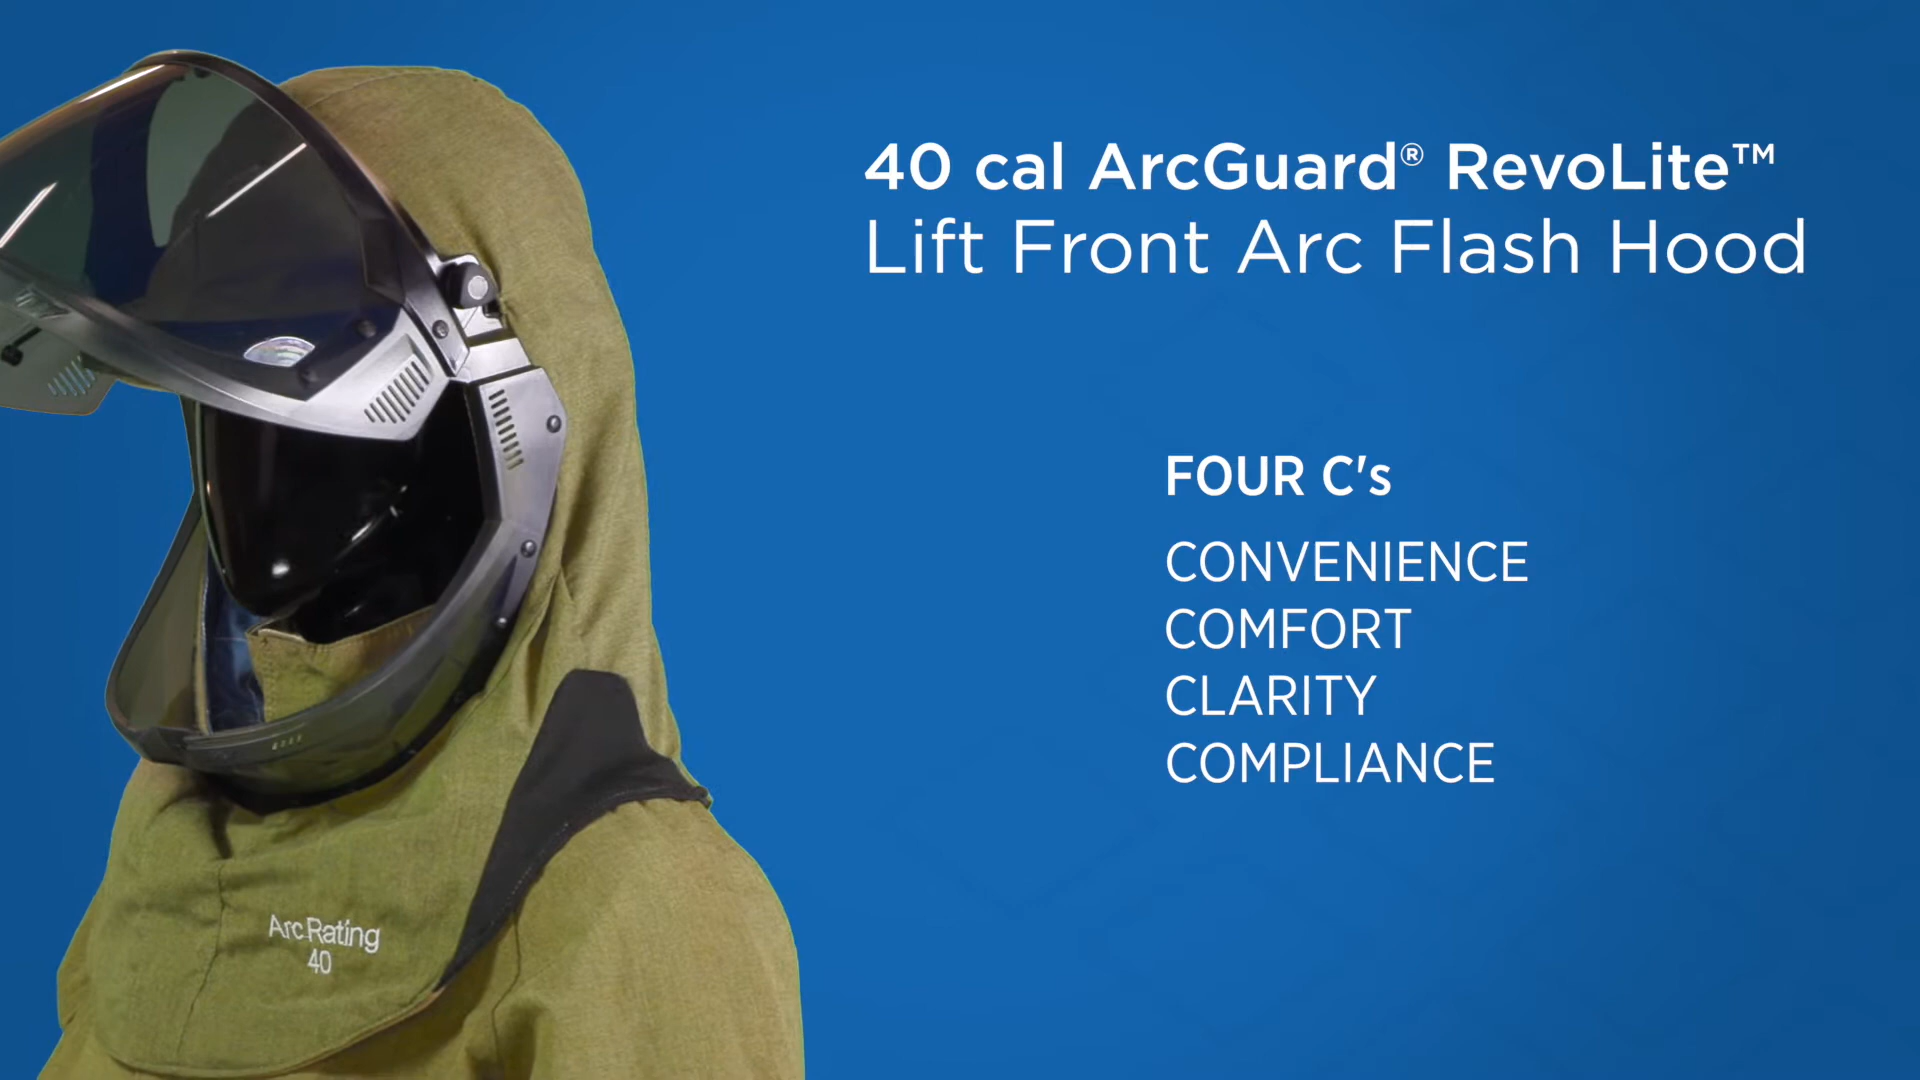 40 cal ArcGuard® RevoLite™
Lift Front Arc Flash Hood
FOUR C's
CONVENIENCE
COMFORT
CLARITY
COMPLIANCE
Arc Rating
40